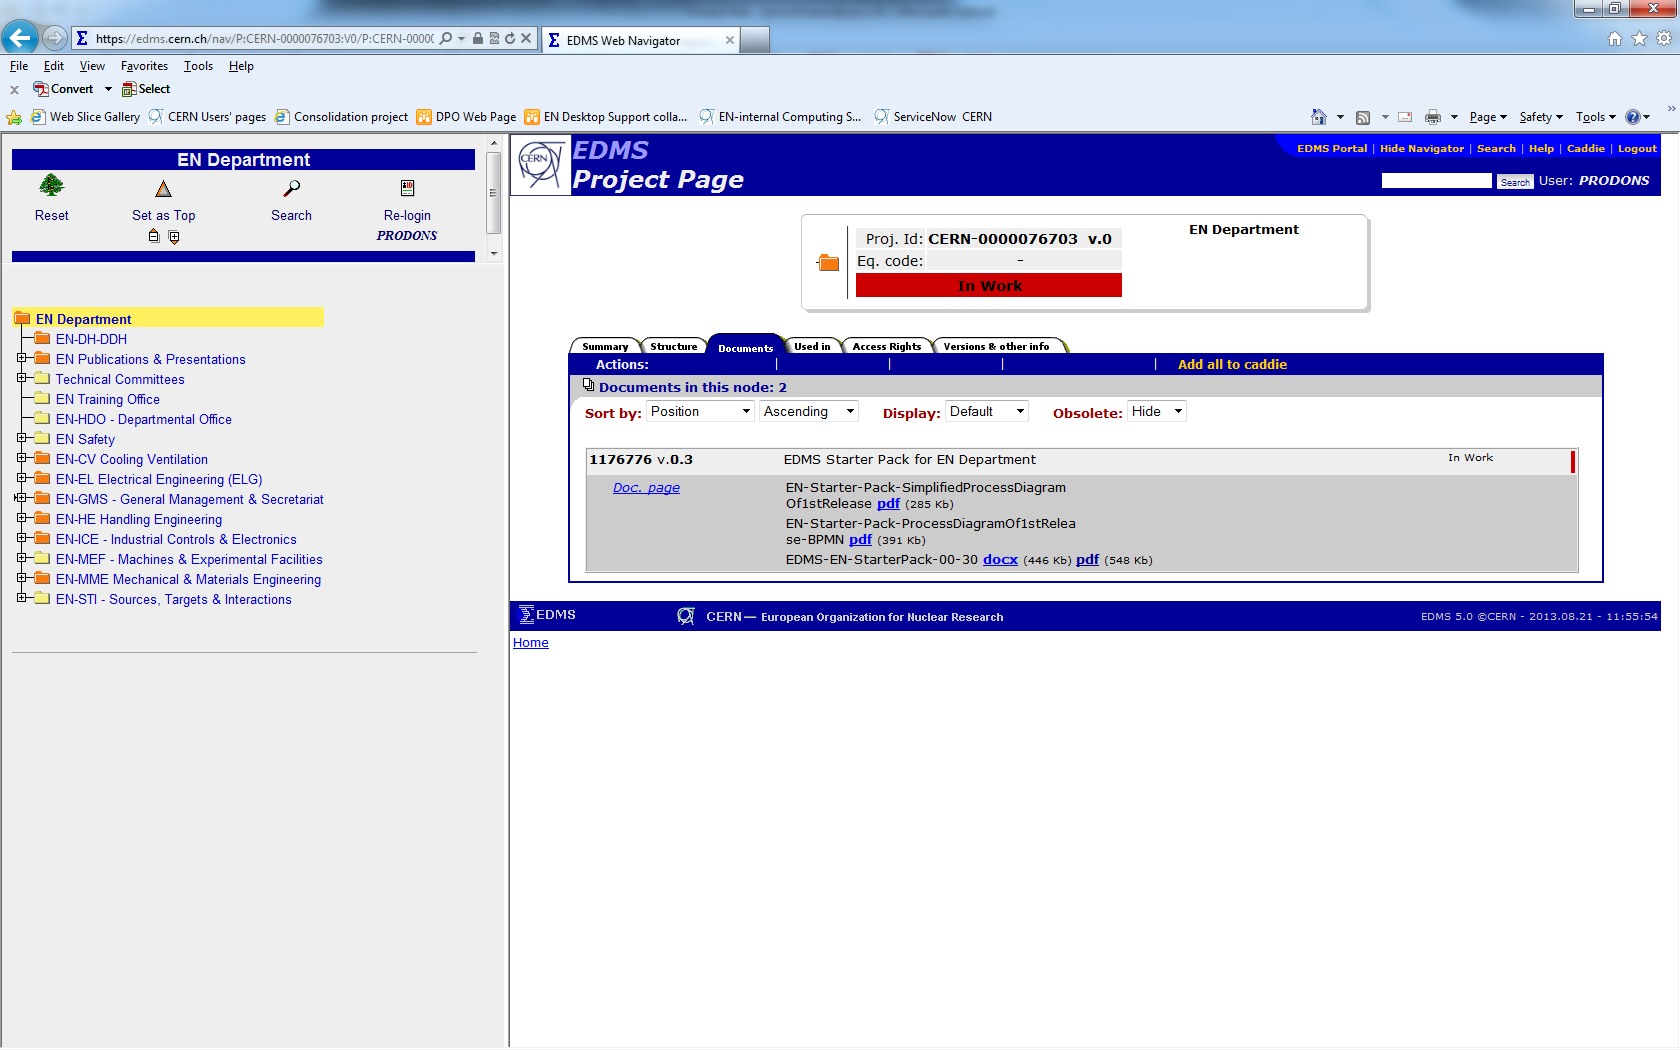 https://edms.cern.ch/nav/P:CERN-0000076703:V0/P:CERN-0000
EDMS Web Navigator
File Edit View Favorites Tools Help
x Convert Select
Web Slice Gallery CERN Users' pages Consolidation project DPO Web Page EN Desktop Support colla... EN-internal Computing S... ServiceNow CERN
Page Safety Tools
EN Department
Reset Set as Top Search Re-login
PRODONS
EN Department
EN-DH-DDH
EN Publications & Presentations
Technical Committees
EN Training Office
EN-HDO - Departmental Office
EN Safety
EN-CV Cooling Ventilation
EN-EL Electrical Engineering (ELG)
EN-GMS - General Management & Secretariat
EN-HE Handling Engineering
EN-ICE - Industrial Controls & Electronics
EN-MEF - Machines & Experimental Facilities
EN-MME Mechanical & Materials Engineering
EN-STI - Sources, Targets & Interactions
CERN
EDMS
Project Page
EDMS Portal | Hide Navigator | Search | Help | Caddie | Logout
Search User: PRODONS
Proj. Id: CERN-0000076703 v.0
Eq. code: -
In Work
EN Department
Summary Structure Documents Used in Access Rights Versions & other info
Actions: | | | | Add all to caddie
Documents in this node: 2
Sort by: Position Ascending Display: Default Obsolete: Hide
1176776 v.0.3 EDMS Starter Pack for EN Department In Work
Doc. page EN-Starter-Pack-SimplifiedProcessDiagram
Of1stRelease pdf (285 Kb)
EN-Starter-Pack-ProcessDiagramOf1stRelea
se-BPMN pdf (391 Kb)
EDMS-EN-StarterPack-00-30 docx (446 Kb) pdf (548 Kb)
EDMS CERN — European Organization for Nuclear Research EDMS 5.0 ©CERN - 2013.08.21 - 11:55:54
Home